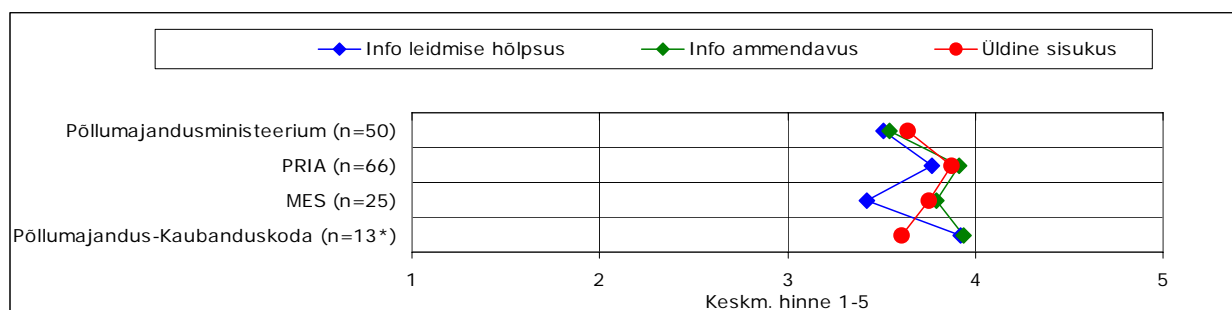 Info leidmise hõlpsus Info ammendavus Üldine sisukus
Põllumajandusministeerium (n=50)
PRIA (n=66)
MES (n=25)
Põllumajandus-Kaubanduskoda (n=13*)
1 2 3 4 5
Keskm. hinne 1-5